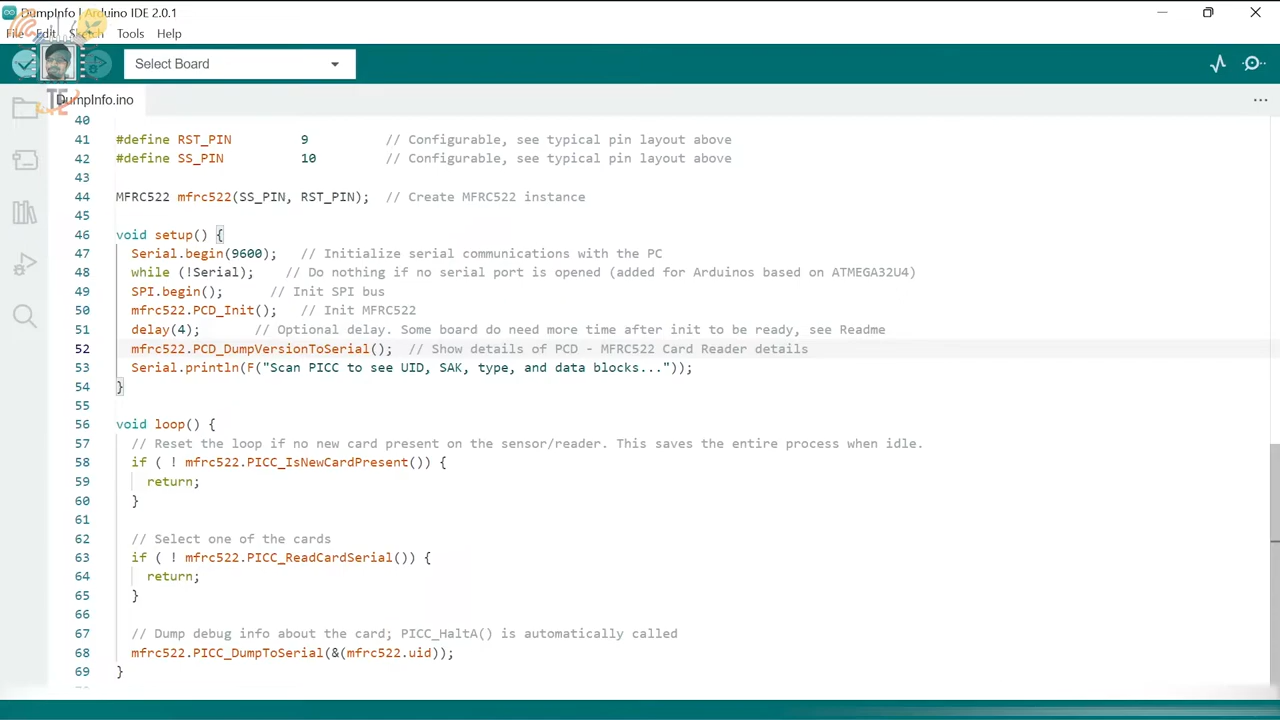 DumpInfo | Arduino IDE 2.0.1
File Edit Sketch Tools Help
Select Board
DumpInfo.ino
TE
40
41 #define RST_PIN 9 // Configurable, see typical pin layout above
42 #define SS_PIN 10 // Configurable, see typical pin layout above
43
44 MFRC522 mfrc522(SS_PIN, RST_PIN); // Create MFRC522 instance
45
46 void setup() {
47 Serial.begin(9600); // Initialize serial communications with the PC
48 while (!Serial); // Do nothing if no serial port is opened (added for Arduinos based on ATMEGA32U4)
49 SPI.begin(); // Init SPI bus
50 mfrc522.PCD_Init(); // Init MFRC522
51 delay(4); // Optional delay. Some board do need more time after init to be ready, see Readme
52 mfrc522.PCD_DumpVersionToSerial(); // Show details of PCD - MFRC522 Card Reader details
53 Serial.println(F("Scan PICC to see UID, SAK, type, and data blocks..."));
54 }
55
56 void loop() {
57 // Reset the loop if no new card present on the sensor/reader. This saves the entire process when idle.
58 if ( ! mfrc522.PICC_IsNewCardPresent()) {
59 return;
60 }
61
62 // Select one of the cards
63 if ( ! mfrc522.PICC_ReadCardSerial()) {
64 return;
65 }
66
67 // Dump debug info about the card; PICC_HaltA() is automatically called
68 mfrc522.PICC_DumpToSerial(&(mfrc522.uid));
69 }